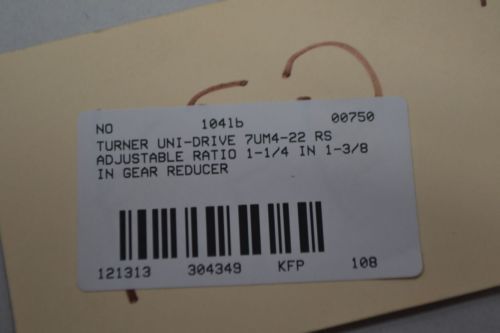 NO 1041b 00750
TURNER UNI-DRIVE 7UM4-22 RS
ADJUSTABLE RATIO 1-1/4 IN 1-3/8
IN GEAR REDUCER
121313 304349 KFP 108